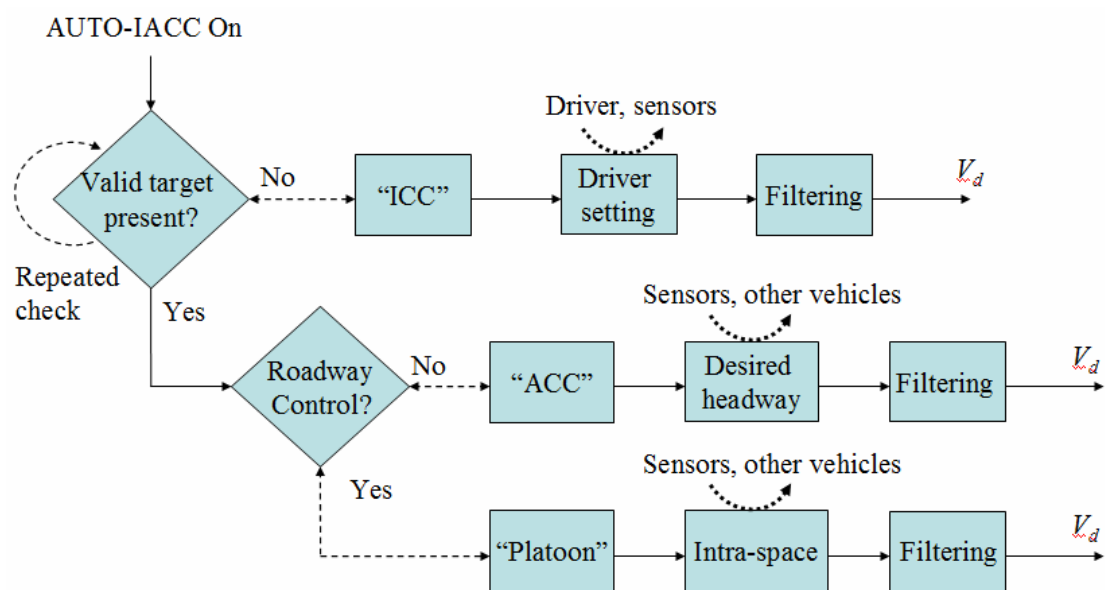 AUTO-IACC On
Driver, sensors
Valid target
present?
No
“ICC”
Driver
setting
Filtering
V_d
Repeated
check
Yes
Sensors, other vehicles
Roadway
Control?
No
“ACC”
Desired
headway
Filtering
V_d
Sensors, other vehicles
Yes
“Platoon”
Intra-space
Filtering
V_d